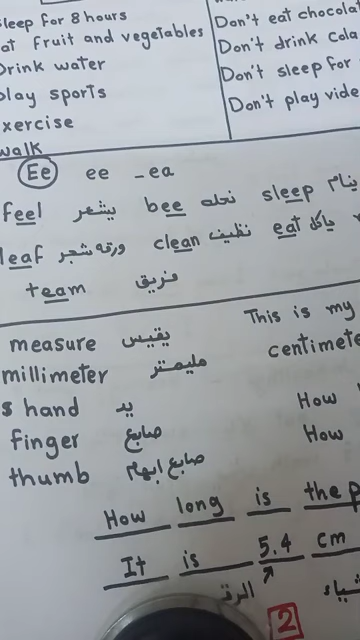 sleep for 8 hours
eat fruit and vegetables
Drink water
play sports
exercise
walk
Don't eat chocolat
Don't drink cola
Don't sleep for
Don't play vide
Ee ee -ea
feel يشعر bee نحله sleep ينام
leaf ورقه شجر clean نظيف eat ياكل
team فريق
measure يقيس This is my
millimeter مليمتر centimete
s hand يد How
finger صابع How
thumb صابع ابهام
How long is the p
It is 5.4 cm
2